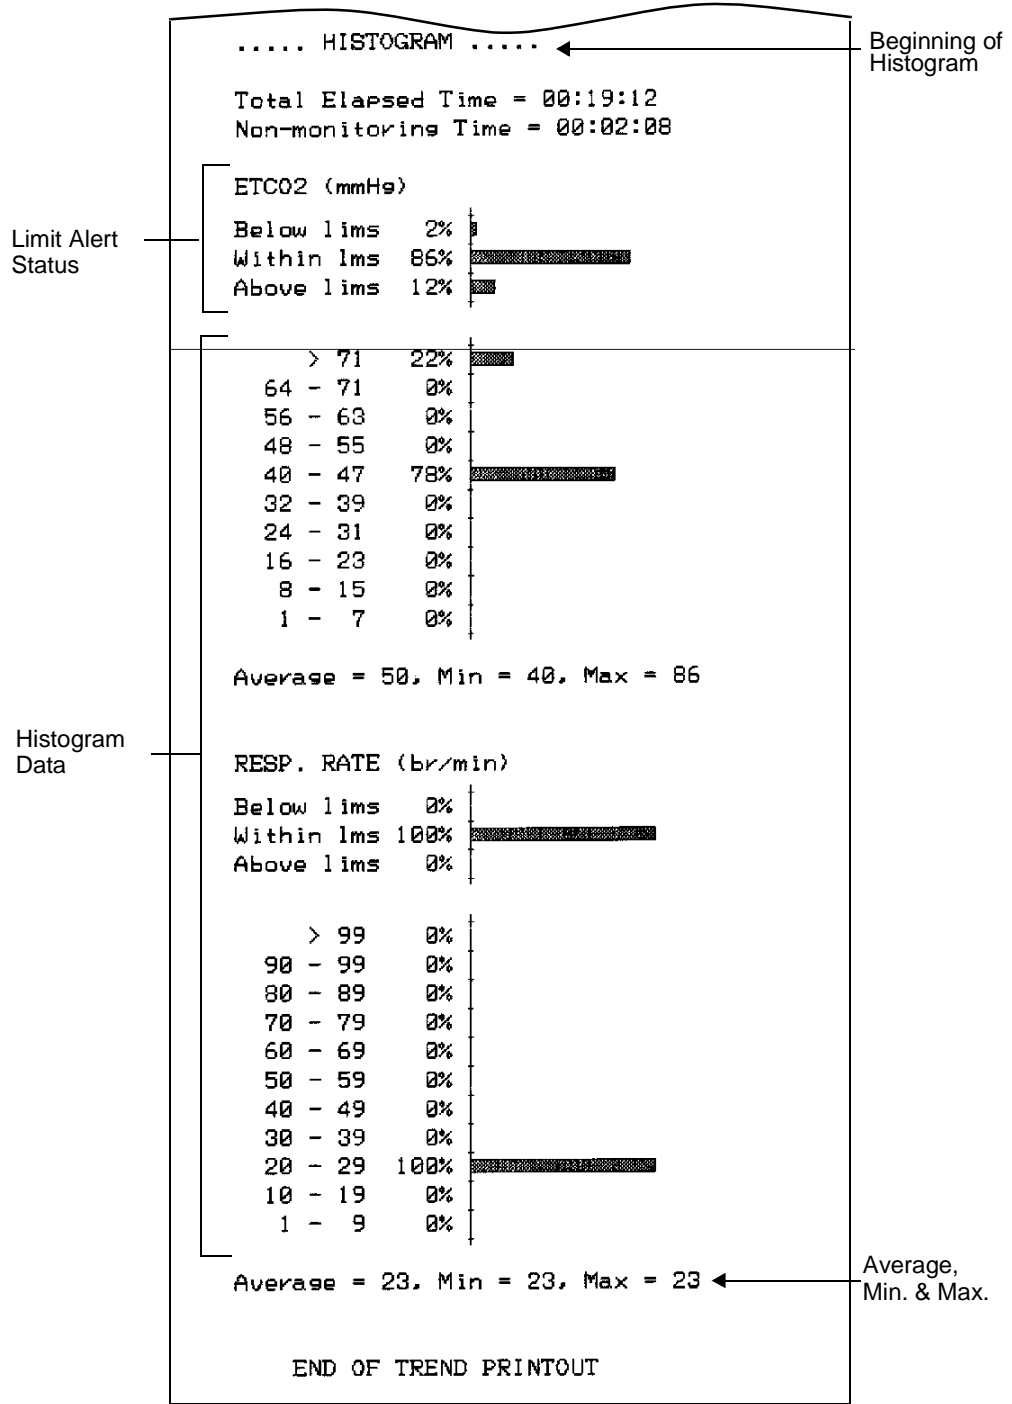 ..... HISTOGRAM .....
Beginning of
Histogram
Total Elapsed Time = 00:19:12
Non-monitoring Time = 00:02:08
Limit Alert
Status
ETCO2 (mmHg)
Below lims 2%
Within lms 86%
Above lims 12%
> 71 22%
64 - 71 0%
56 - 63 0%
48 - 55 0%
40 - 47 78%
32 - 39 0%
24 - 31 0%
16 - 23 0%
8 - 15 0%
1 - 7 0%
Average = 50, Min = 40, Max = 86
Histogram
Data
RESP. RATE (br/min)
Below lims 0%
Within lms 100%
Above lims 0%
> 99 0%
90 - 99 0%
80 - 89 0%
70 - 79 0%
60 - 69 0%
50 - 59 0%
40 - 49 0%
30 - 39 0%
20 - 29 100%
10 - 19 0%
1 - 9 0%
Average = 23, Min = 23, Max = 23
Average,
Min. & Max.
END OF TREND PRINTOUT